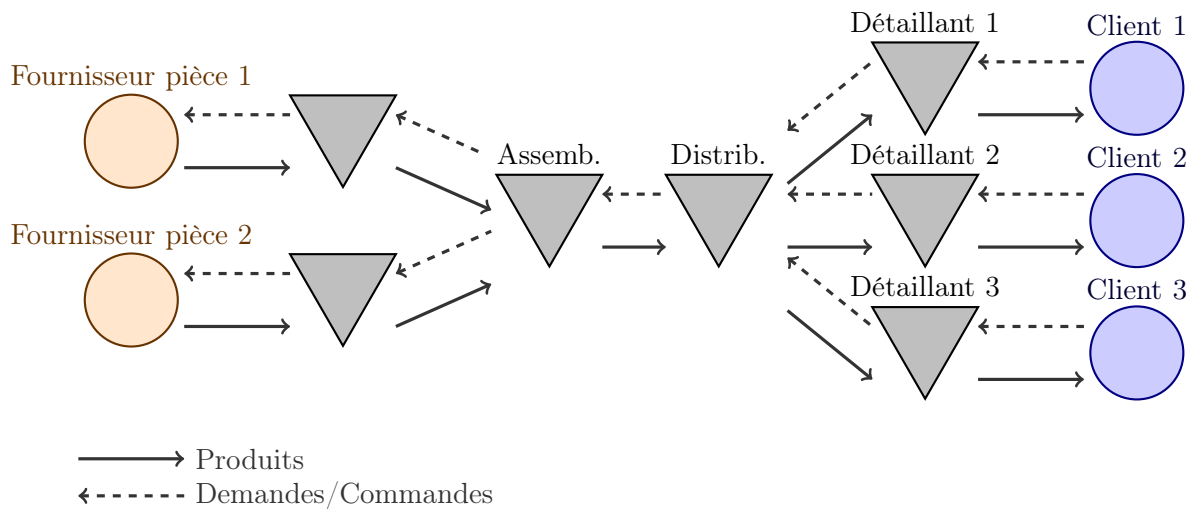 Fournisseur pièce 1
Fournisseur pièce 2
Assemb.
Distrib.
Détaillant 1
Client 1
Détaillant 2
Client 2
Détaillant 3
Client 3
Produits
Demandes/Commandes